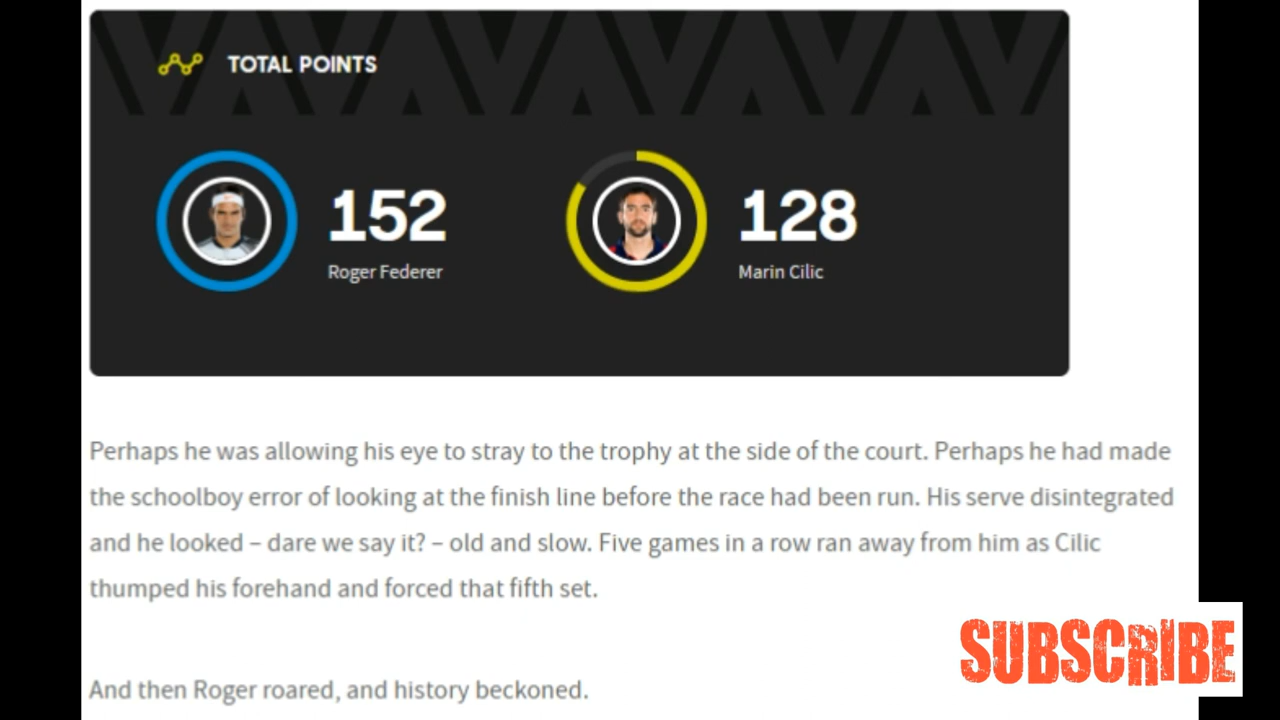 TOTAL POINTS
152
Roger Federer
128
Marin Cilic
Perhaps he was allowing his eye to stray to the trophy at the side of the court. Perhaps he had made
the schoolboy error of looking at the finish line before the race had been run. His serve disintegrated
and he looked – dare we say it? – old and slow. Five games in a row ran away from him as Cilic
thumped his forehand and forced that fifth set.
And then Roger roared, and history beckoned.
SUBSCRIBE